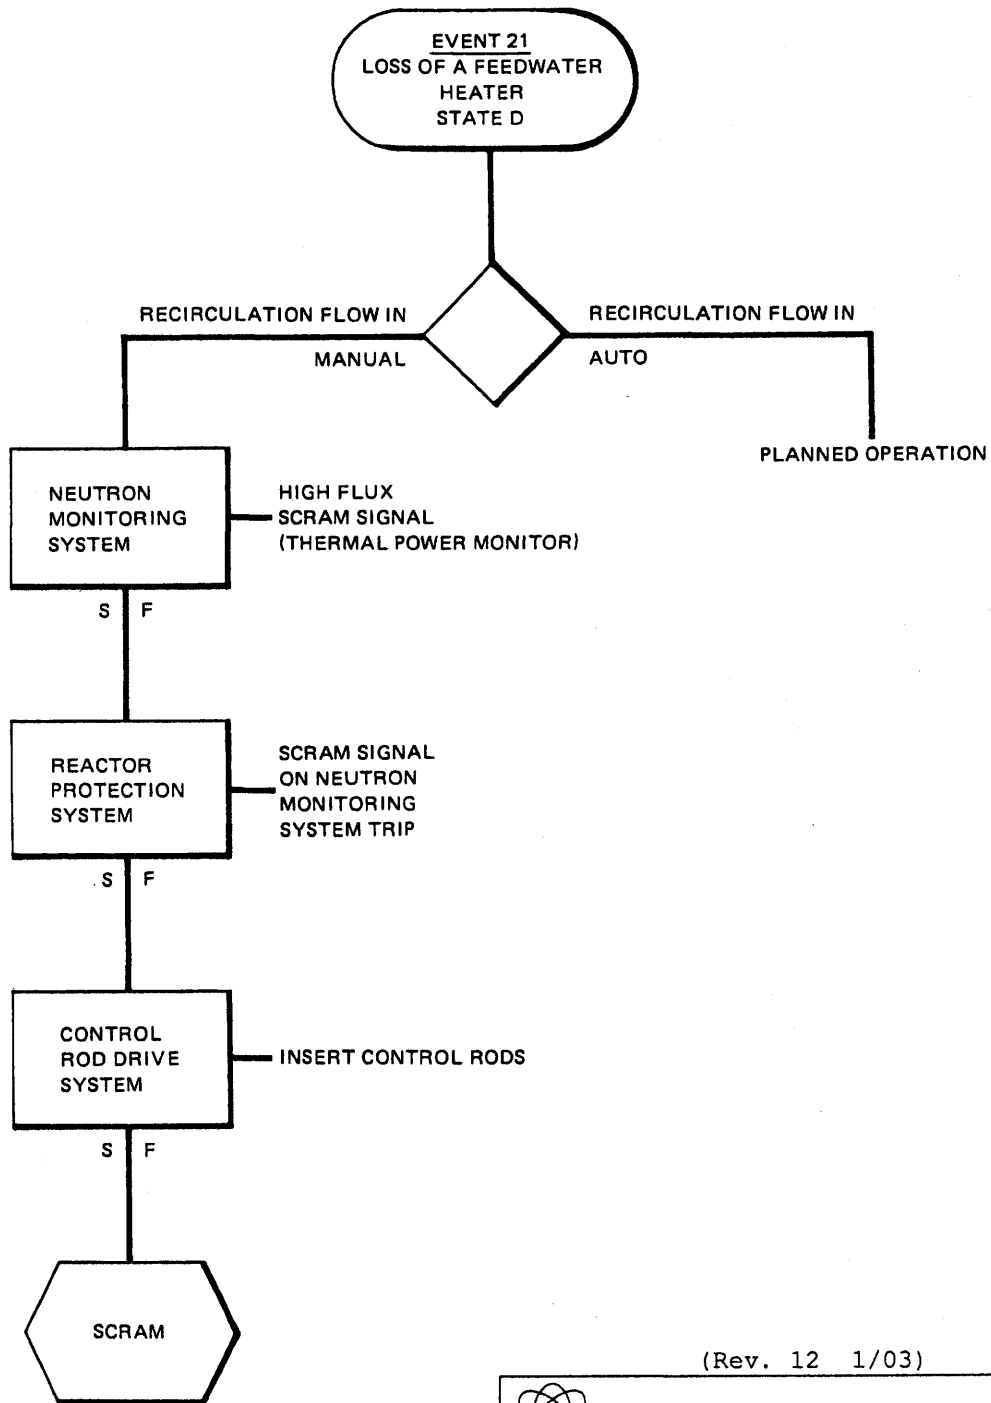 EVENT 21
LOSS OF A FEEDWATER
HEATER
STATE D
RECIRCULATION FLOW IN
MANUAL
RECIRCULATION FLOW IN
AUTO
PLANNED OPERATION
NEUTRON
MONITORING
SYSTEM
HIGH FLUX
SCRAM SIGNAL
(THERMAL POWER MONITOR)
S F
REACTOR
PROTECTION
SYSTEM
SCRAM SIGNAL
ON NEUTRON
MONITORING
SYSTEM TRIP
S F
CONTROL
ROD DRIVE
SYSTEM
INSERT CONTROL RODS
S F
SCRAM
(Rev. 12 1/03)